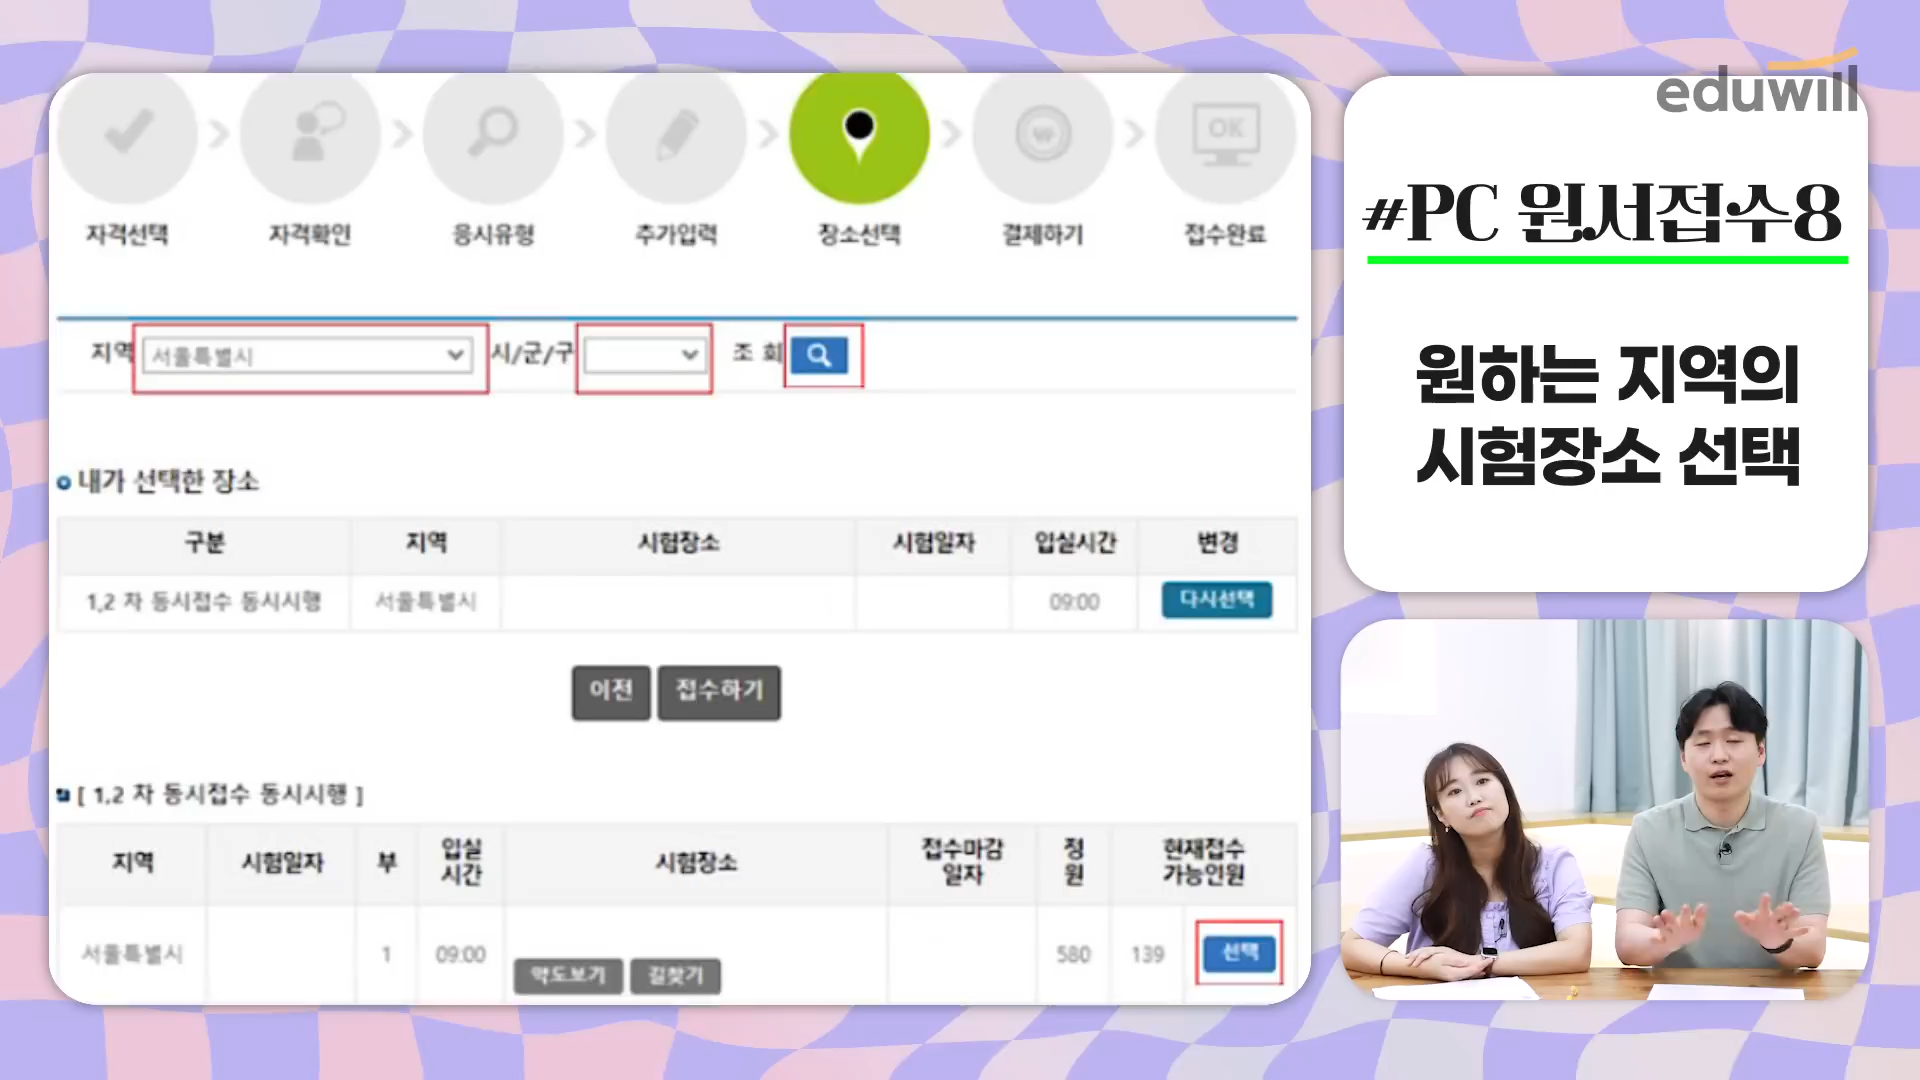 eduwill
OK
자격선택
자격확인
응시유형
추가입력
장소선택
결제하기
접수완료
#PC 원서접수8
원하는 지역의
시험장소 선택
지역 서울특별시 시/군/구 조 회
내가 선택한 장소
구분 지역 시험장소 시험일자 입실시간 변경
1,2 차 동시접수 동시시행 서울특별시 09:00 다시선택
이전 접수하기
[ 1,2 차 동시접수 동시시행 ]
지역 시험일자 부 입실 시간 시험장소 접수마감 일자 정 원 현재접수 가능인원
서울특별시 1 09:00 약도보기 길찾기 580 139 선택